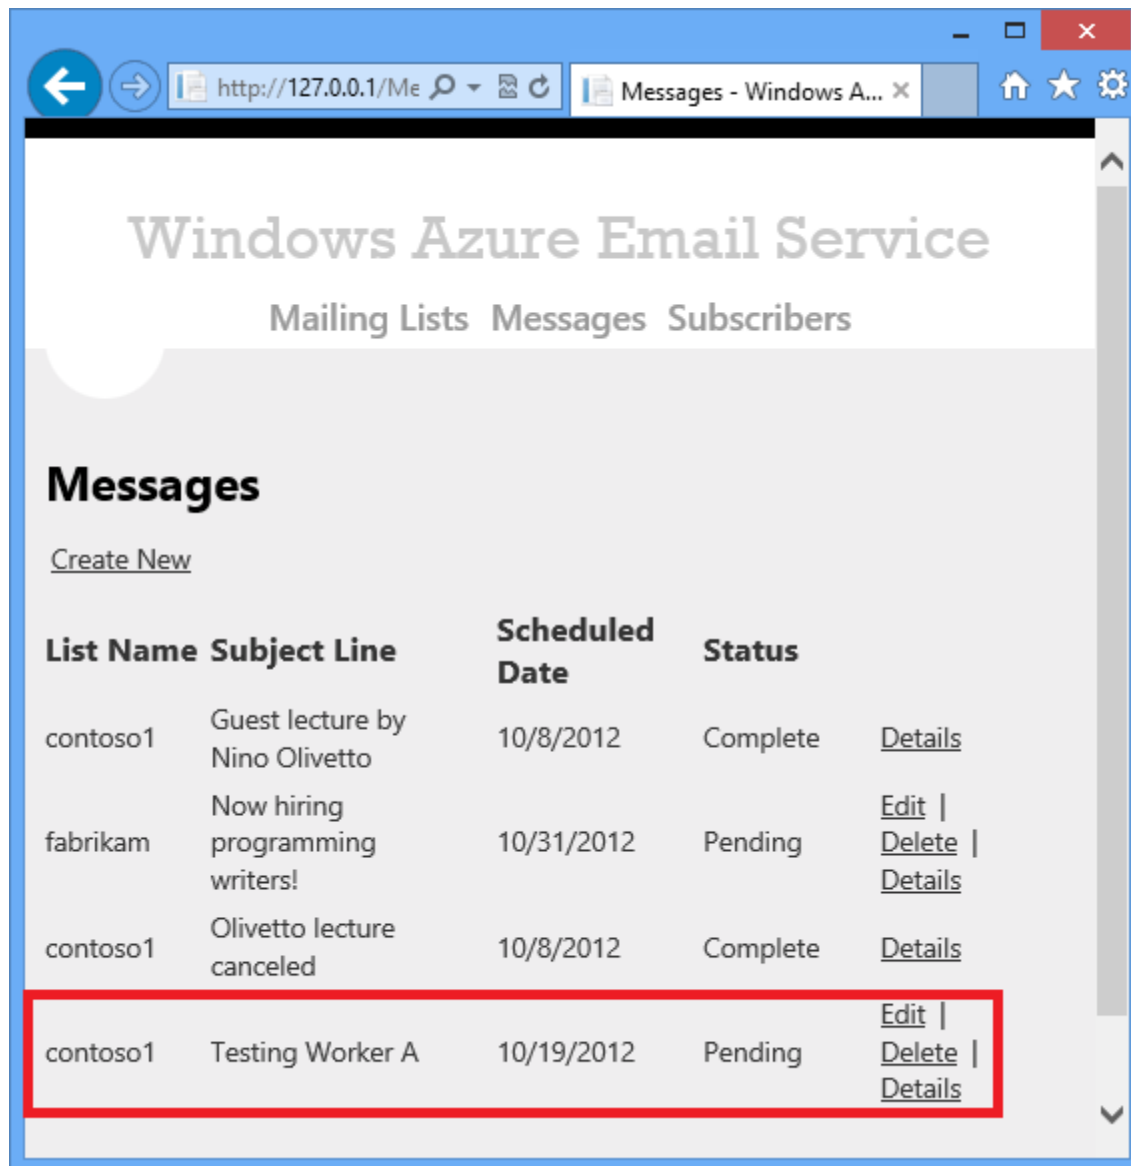 http://127.0.0.1/Me
Messages - Windows A...
Windows Azure Email Service
Mailing Lists Messages Subscribers
Messages
Create New
List Name Subject Line Scheduled Date Status
contoso1 Guest lecture by Nino Olivetto 10/8/2012 Complete Details
fabrikam Now hiring programming writers! 10/31/2012 Pending Edit | Delete | Details
contoso1 Olivetto lecture canceled 10/8/2012 Complete Details
contoso1 Testing Worker A 10/19/2012 Pending Edit | Delete | Details